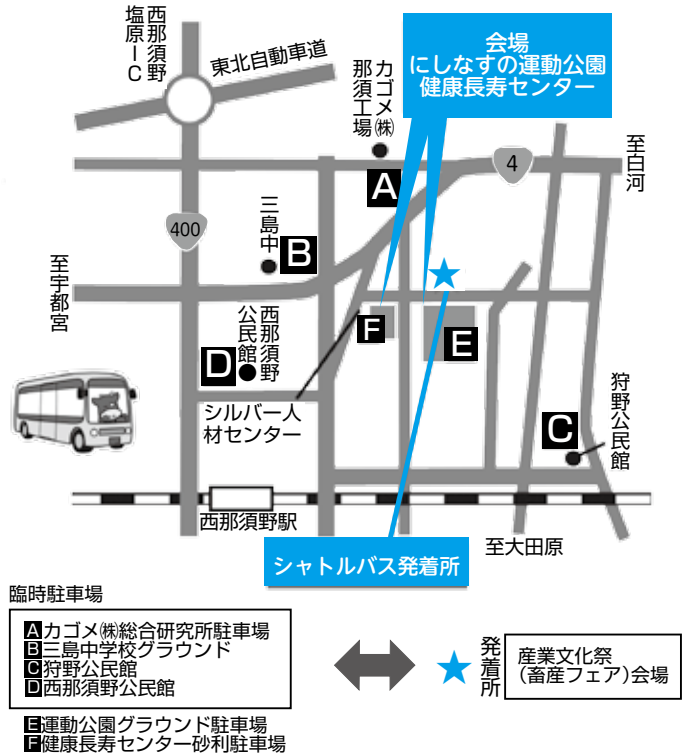 西那須野
塩原IC
東北自動車道
カゴメ㈱
那須工場
会場
にしなすの運動公園
健康長寿センター
4
至白河
A
400
三島中
B
至宇都宮
F
E
西那須野
公民館
D
シルバー人
材センター
狩野公民館
C
西那須野駅
至大田原
シャトルバス発着所
臨時駐車場
Aカゴメ㈱総合研究所駐車場
B三島中学校グラウンド
C狩野公民館
D西那須野公民館
発着所
産業文化祭
(畜産フェア)会場
E運動公園グラウンド駐車場
F健康長寿センター砂利駐車場